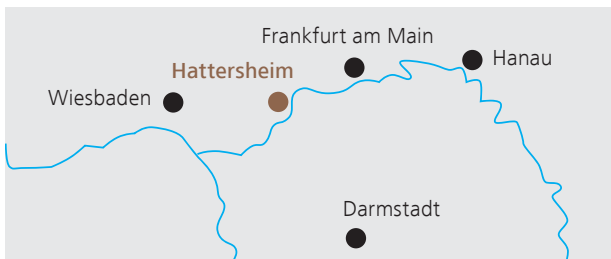 Frankfurt am Main
Hanau
Hattersheim
Wiesbaden
Darmstadt